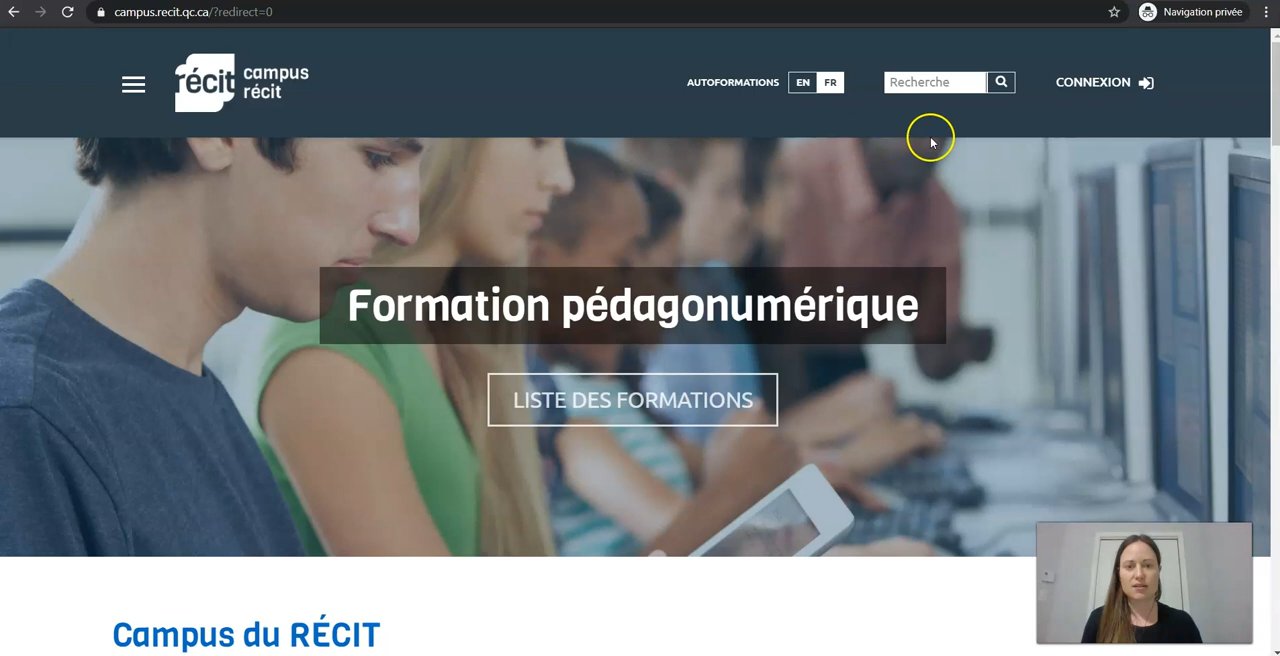 campus.recit.qc.ca/?redirect=0
Navigation privée
récit campus récit
AUTOFORMATIONS EN FR
Recherche
CONNEXION
Formation pédagonumérique
LISTE DES FORMATIONS
Campus du RÉCIT